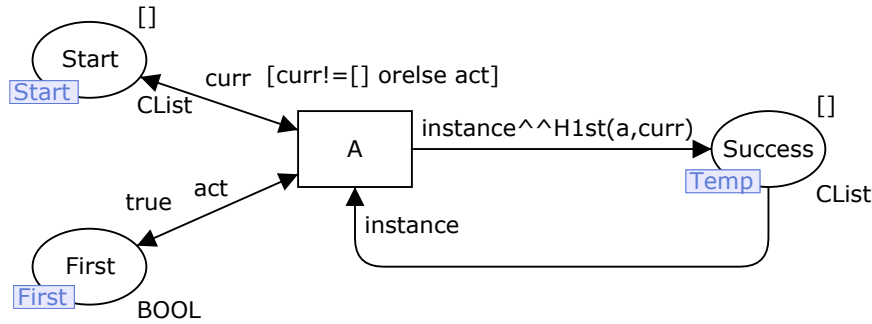 []
Start
Start
curr [curr!=[] orelse act]
CList
A
instance^^H1st(a,curr)
[]
Success
Temp
CList
instance
true
act
First
First
BOOL